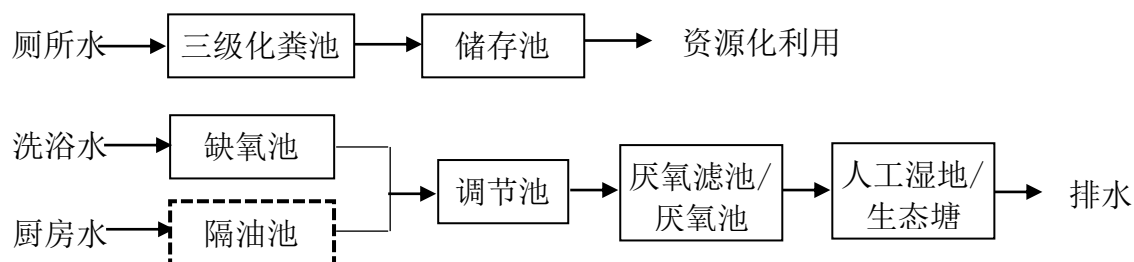 厕所水
三级化粪池
储存池
资源化利用
洗浴水
缺氧池
厨房水
隔油池
调节池
厌氧滤池/
厌氧池
人工湿地/
生态塘
排水